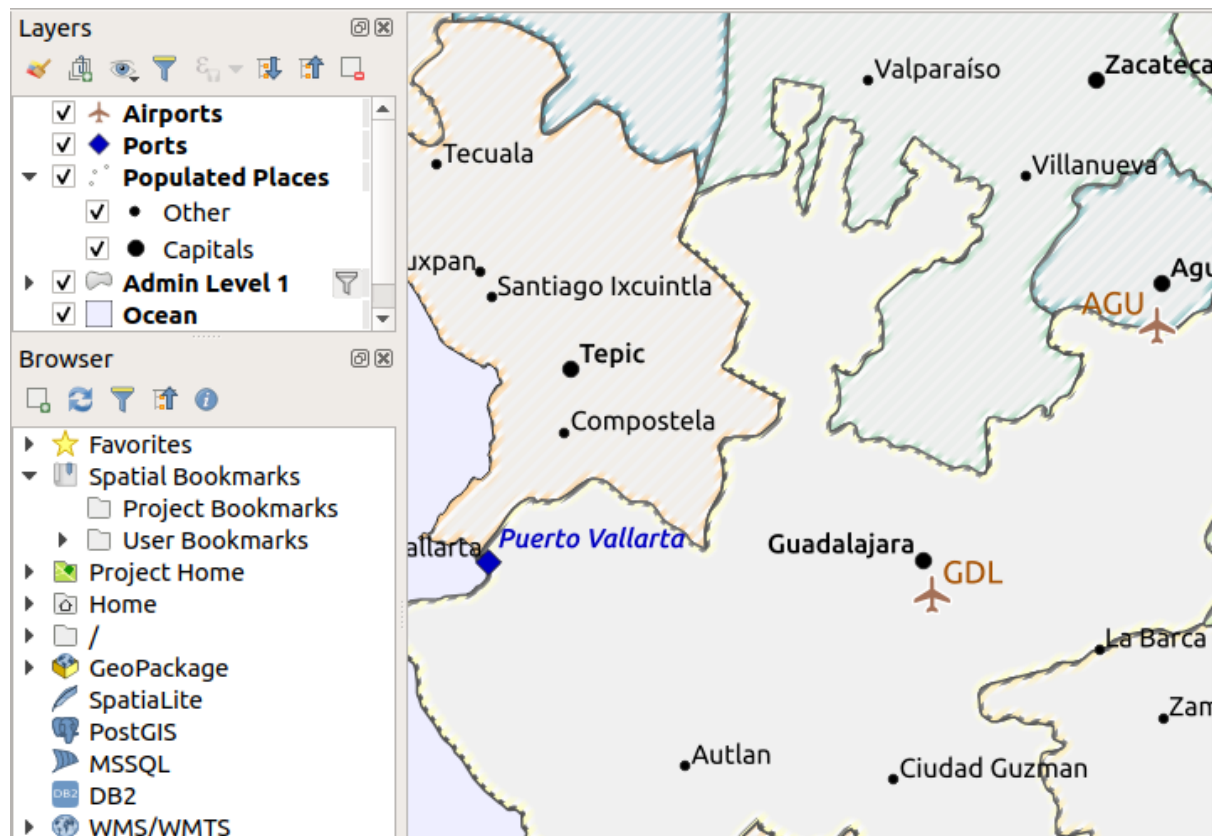 Layers
Airports
Ports
Populated Places
Other
Capitals
Admin Level 1
Ocean
Browser
Favorites
Spatial Bookmarks
Project Bookmarks
User Bookmarks
Project Home
Home
/
GeoPackage
SpatiaLite
PostGIS
MSSQL
DB2
DB2
WMS/WMTS
Valparaíso
Zacateca
Tecuala
Villanueva
uxpan
Santiago Ixcuintla
Agu
AGU
Tepic
Compostela
allarta
Puerto Vallarta
Guadalajara
GDL
La Barca
Zam
Autlan
Ciudad Guzman